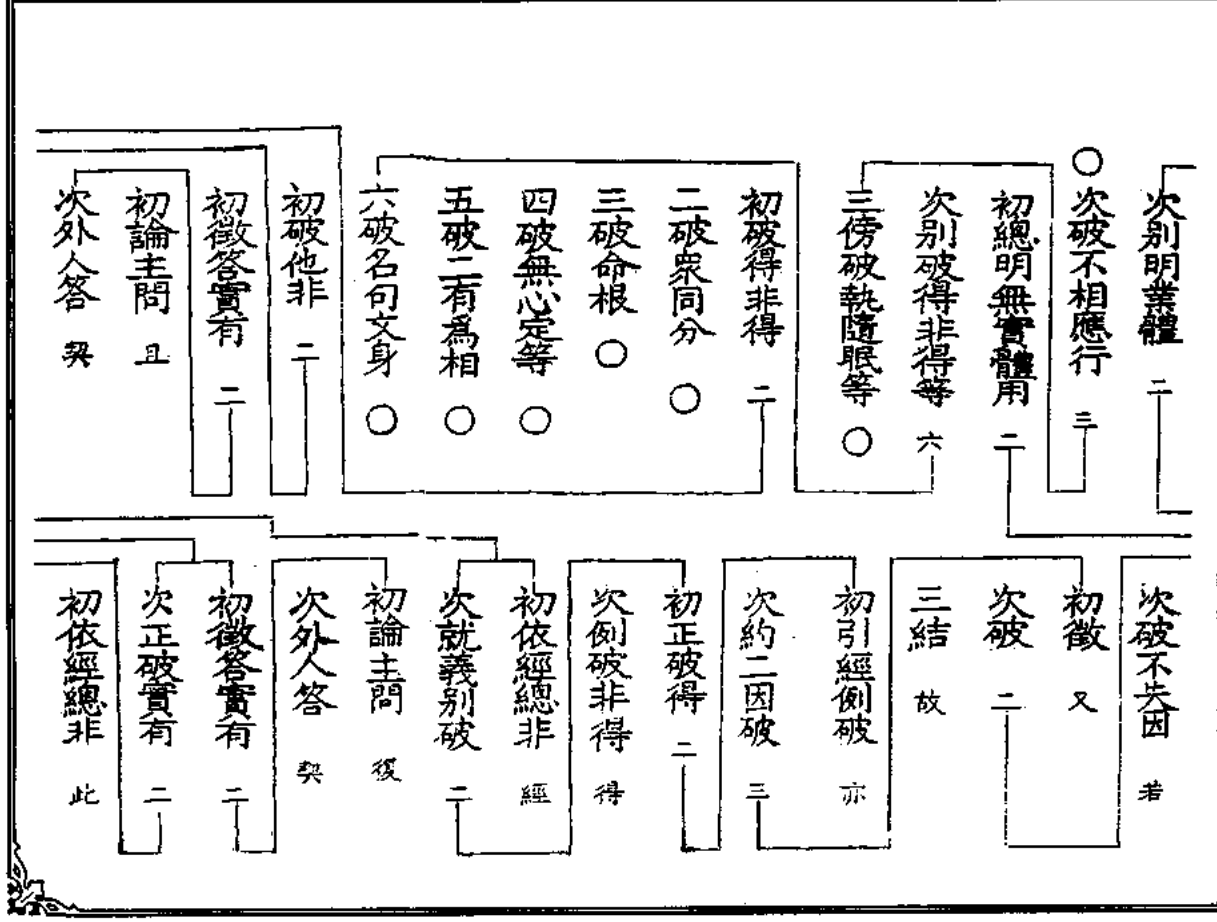 次别明業體 二
○次破不相應行 三
初總明無實體用 二
次别破得非得等 六
三傍破執隨眠等 ○
初破得非得 二
二破衆同分 ○
三破命根 ○
四破無心定等 ○
五破二有爲相 ○
六破名句文身 ○
初破他非 二
初徵答實有 二
初論主問 且
次外人答 契
次破不失因 若
初徵 又
次破 二
三結 故
初引經例破 亦
次約二因破 三
初正破得 二
次例破非得 得
初依經總非 經
次就義别破 二
初論主問 復
次外人答 契
初徵答實有 二
次正破實有 二
初依經總非 此